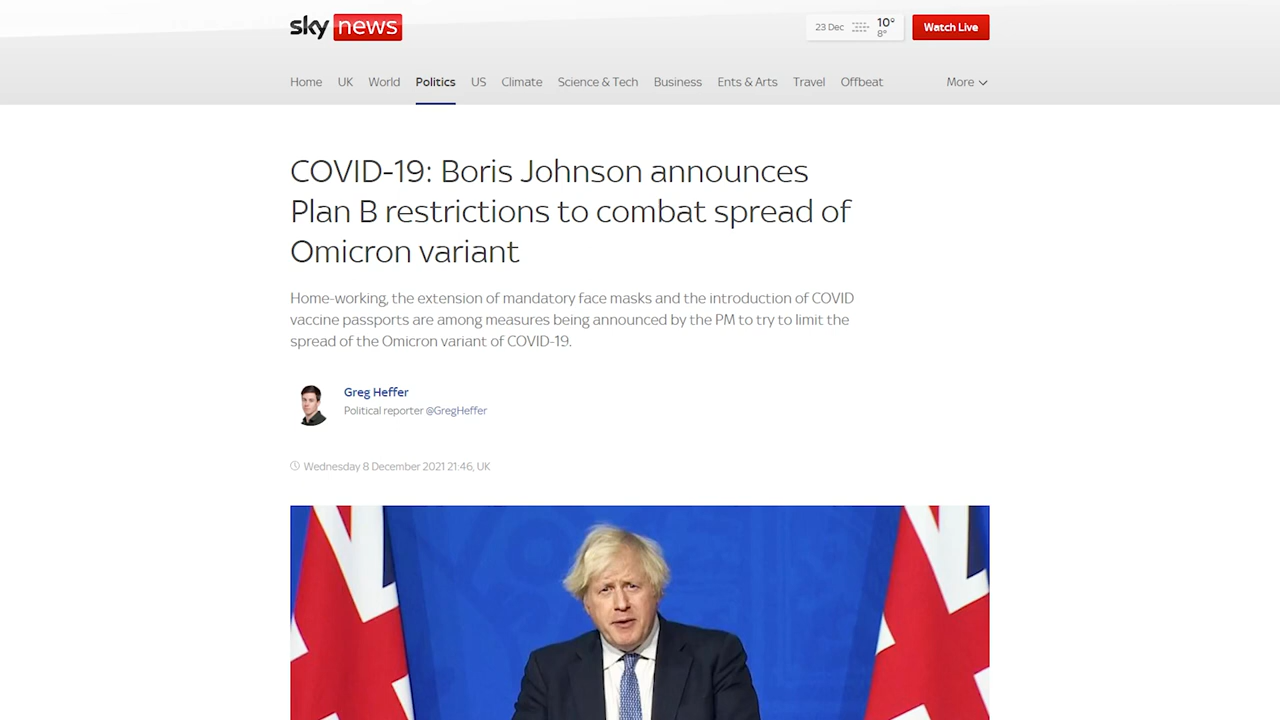 sky news
23 Dec
10°
8°
Watch Live
Home UK World Politics US Climate Science & Tech Business Ents & Arts Travel Offbeat More
COVID-19: Boris Johnson announces
Plan B restrictions to combat spread of
Omicron variant
Home-working, the extension of mandatory face masks and the introduction of COVID
vaccine passports are among measures being announced by the PM to try to limit the
spread of the Omicron variant of COVID-19.
Greg Heffer
Political reporter @GregHeffer
Wednesday 8 December 2021 21:46, UK